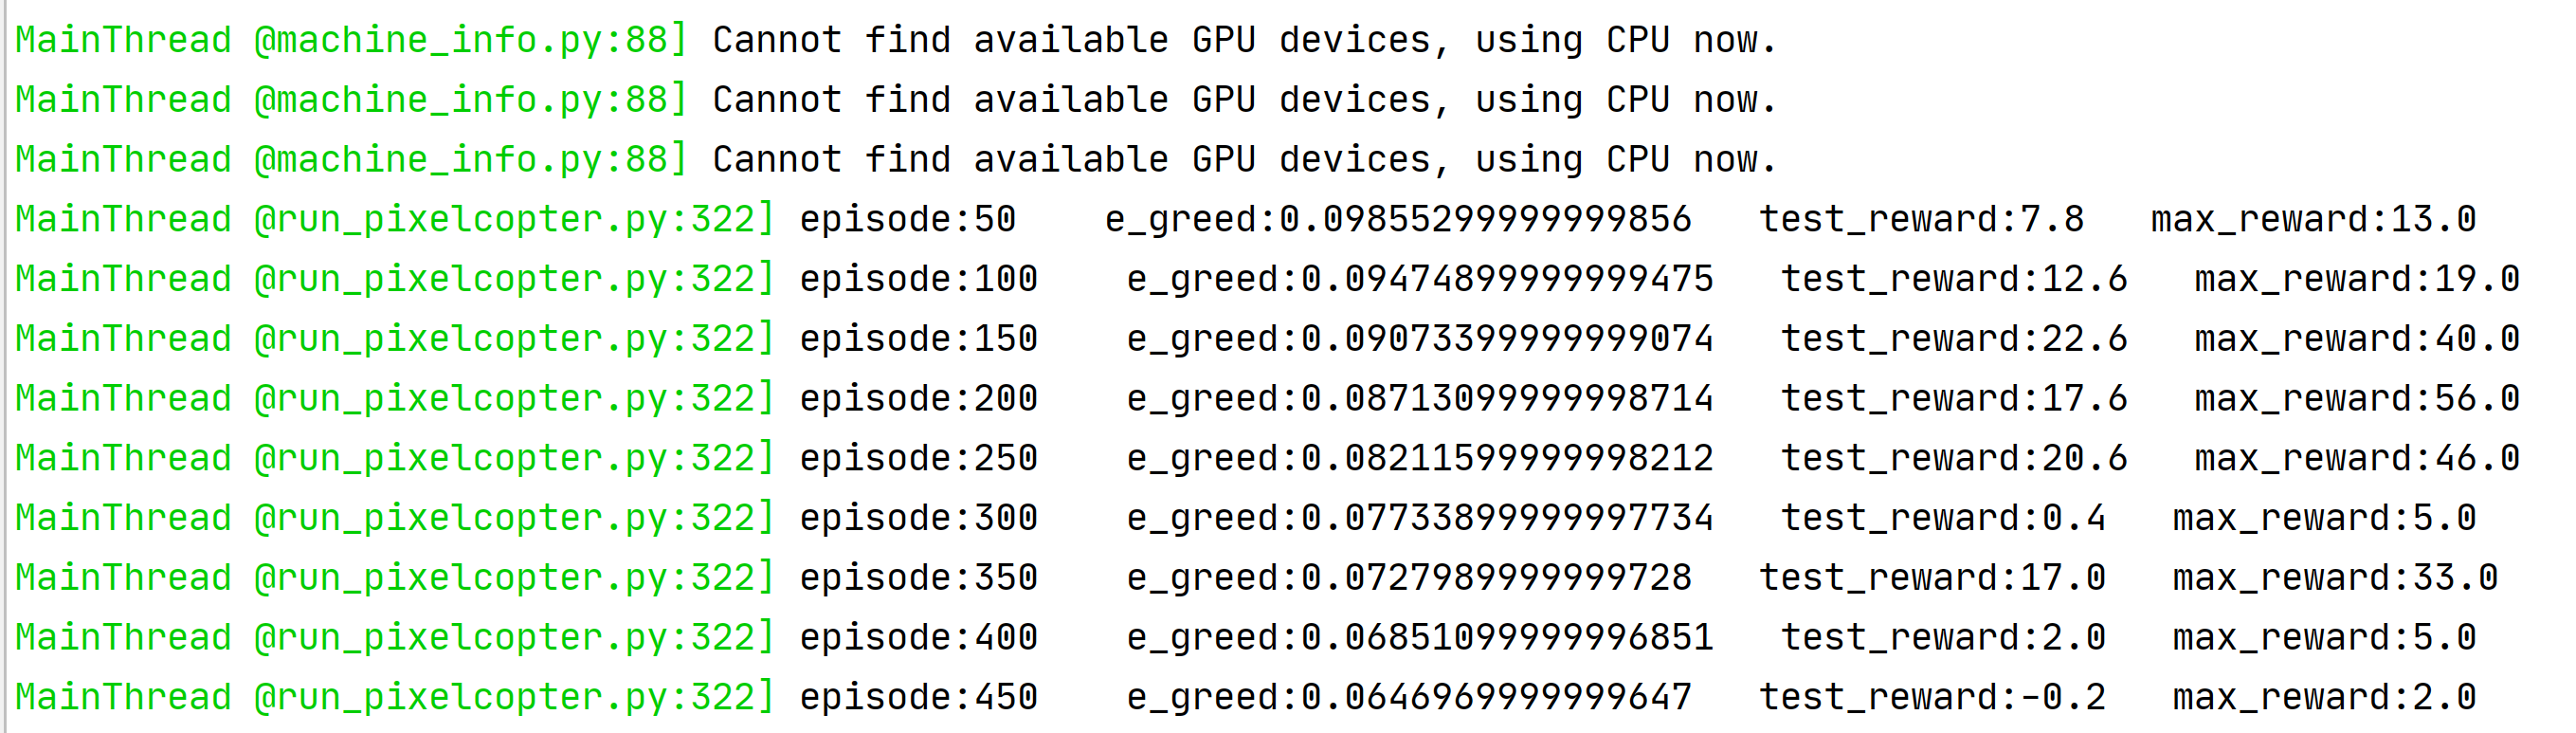 MainThread @machine_info.py:88] Cannot find available GPU devices, using CPU now.
MainThread @machine_info.py:88] Cannot find available GPU devices, using CPU now.
MainThread @machine_info.py:88] Cannot find available GPU devices, using CPU now.
MainThread @run_pixelcopter.py:322] episode:50    e_greed:0.09855299999999856   test_reward:7.8   max_reward:13.0
MainThread @run_pixelcopter.py:322] episode:100    e_greed:0.09474899999999475   test_reward:12.6   max_reward:19.0
MainThread @run_pixelcopter.py:322] episode:150    e_greed:0.09073399999999074   test_reward:22.6   max_reward:40.0
MainThread @run_pixelcopter.py:322] episode:200    e_greed:0.08713099999998714   test_reward:17.6   max_reward:56.0
MainThread @run_pixelcopter.py:322] episode:250    e_greed:0.08211599999998212   test_reward:20.6   max_reward:46.0
MainThread @run_pixelcopter.py:322] episode:300    e_greed:0.07733899999997734   test_reward:0.4   max_reward:5.0
MainThread @run_pixelcopter.py:322] episode:350    e_greed:0.0727989999999728   test_reward:17.0   max_reward:33.0
MainThread @run_pixelcopter.py:322] episode:400    e_greed:0.06851099999996851   test_reward:2.0   max_reward:5.0
MainThread @run_pixelcopter.py:322] episode:450    e_greed:0.0646969999999647   test_reward:-0.2   max_reward:2.0